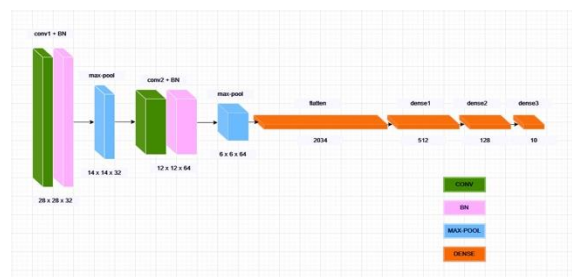 conv1 + BN
max-pool
conv2 + BN
max-pool
flatten
dense1
dense2
dense3
2034
512
128
10
6 x 6 x 64
12 x 12 x 64
14 x 14 x 32
28 x 28 x 32
CONV
BN
MAX-POOL
DENSE